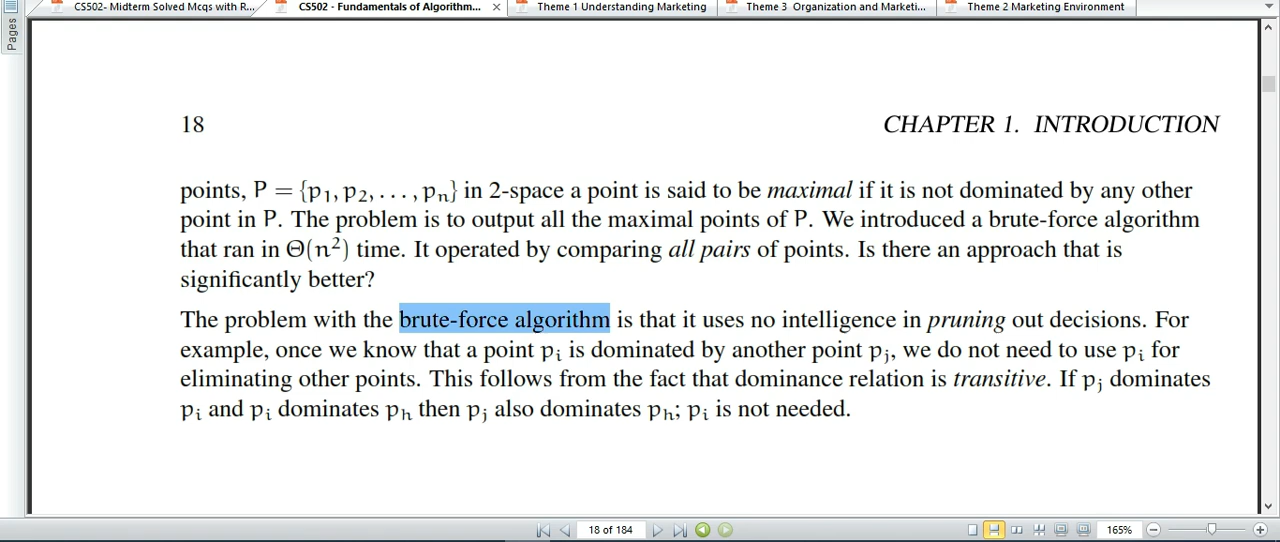 CS502- Midterm Solved Mcqs with R...
CS502 - Fundamentals of Algorithm...
Theme 1 Understanding Marketing
Theme 3 Organization and Marketi...
Theme 2 Marketing Environment
Pages
18 CHAPTER 1. INTRODUCTION
points, P = {p₁, p₂, . . . , pₙ} in 2-space a point is said to be maximal if it is not dominated by any other
point in P. The problem is to output all the maximal points of P. We introduced a brute-force algorithm
that ran in Θ(n²) time. It operated by comparing all pairs of points. Is there an approach that is
significantly better?
The problem with the brute-force algorithm is that it uses no intelligence in pruning out decisions. For
example, once we know that a point pᵢ is dominated by another point pⱼ, we do not need to use pᵢ for
eliminating other points. This follows from the fact that dominance relation is transitive. If pⱼ dominates
pᵢ and pᵢ dominates pₕ then pⱼ also dominates pₕ; pᵢ is not needed.
18 of 184
165%